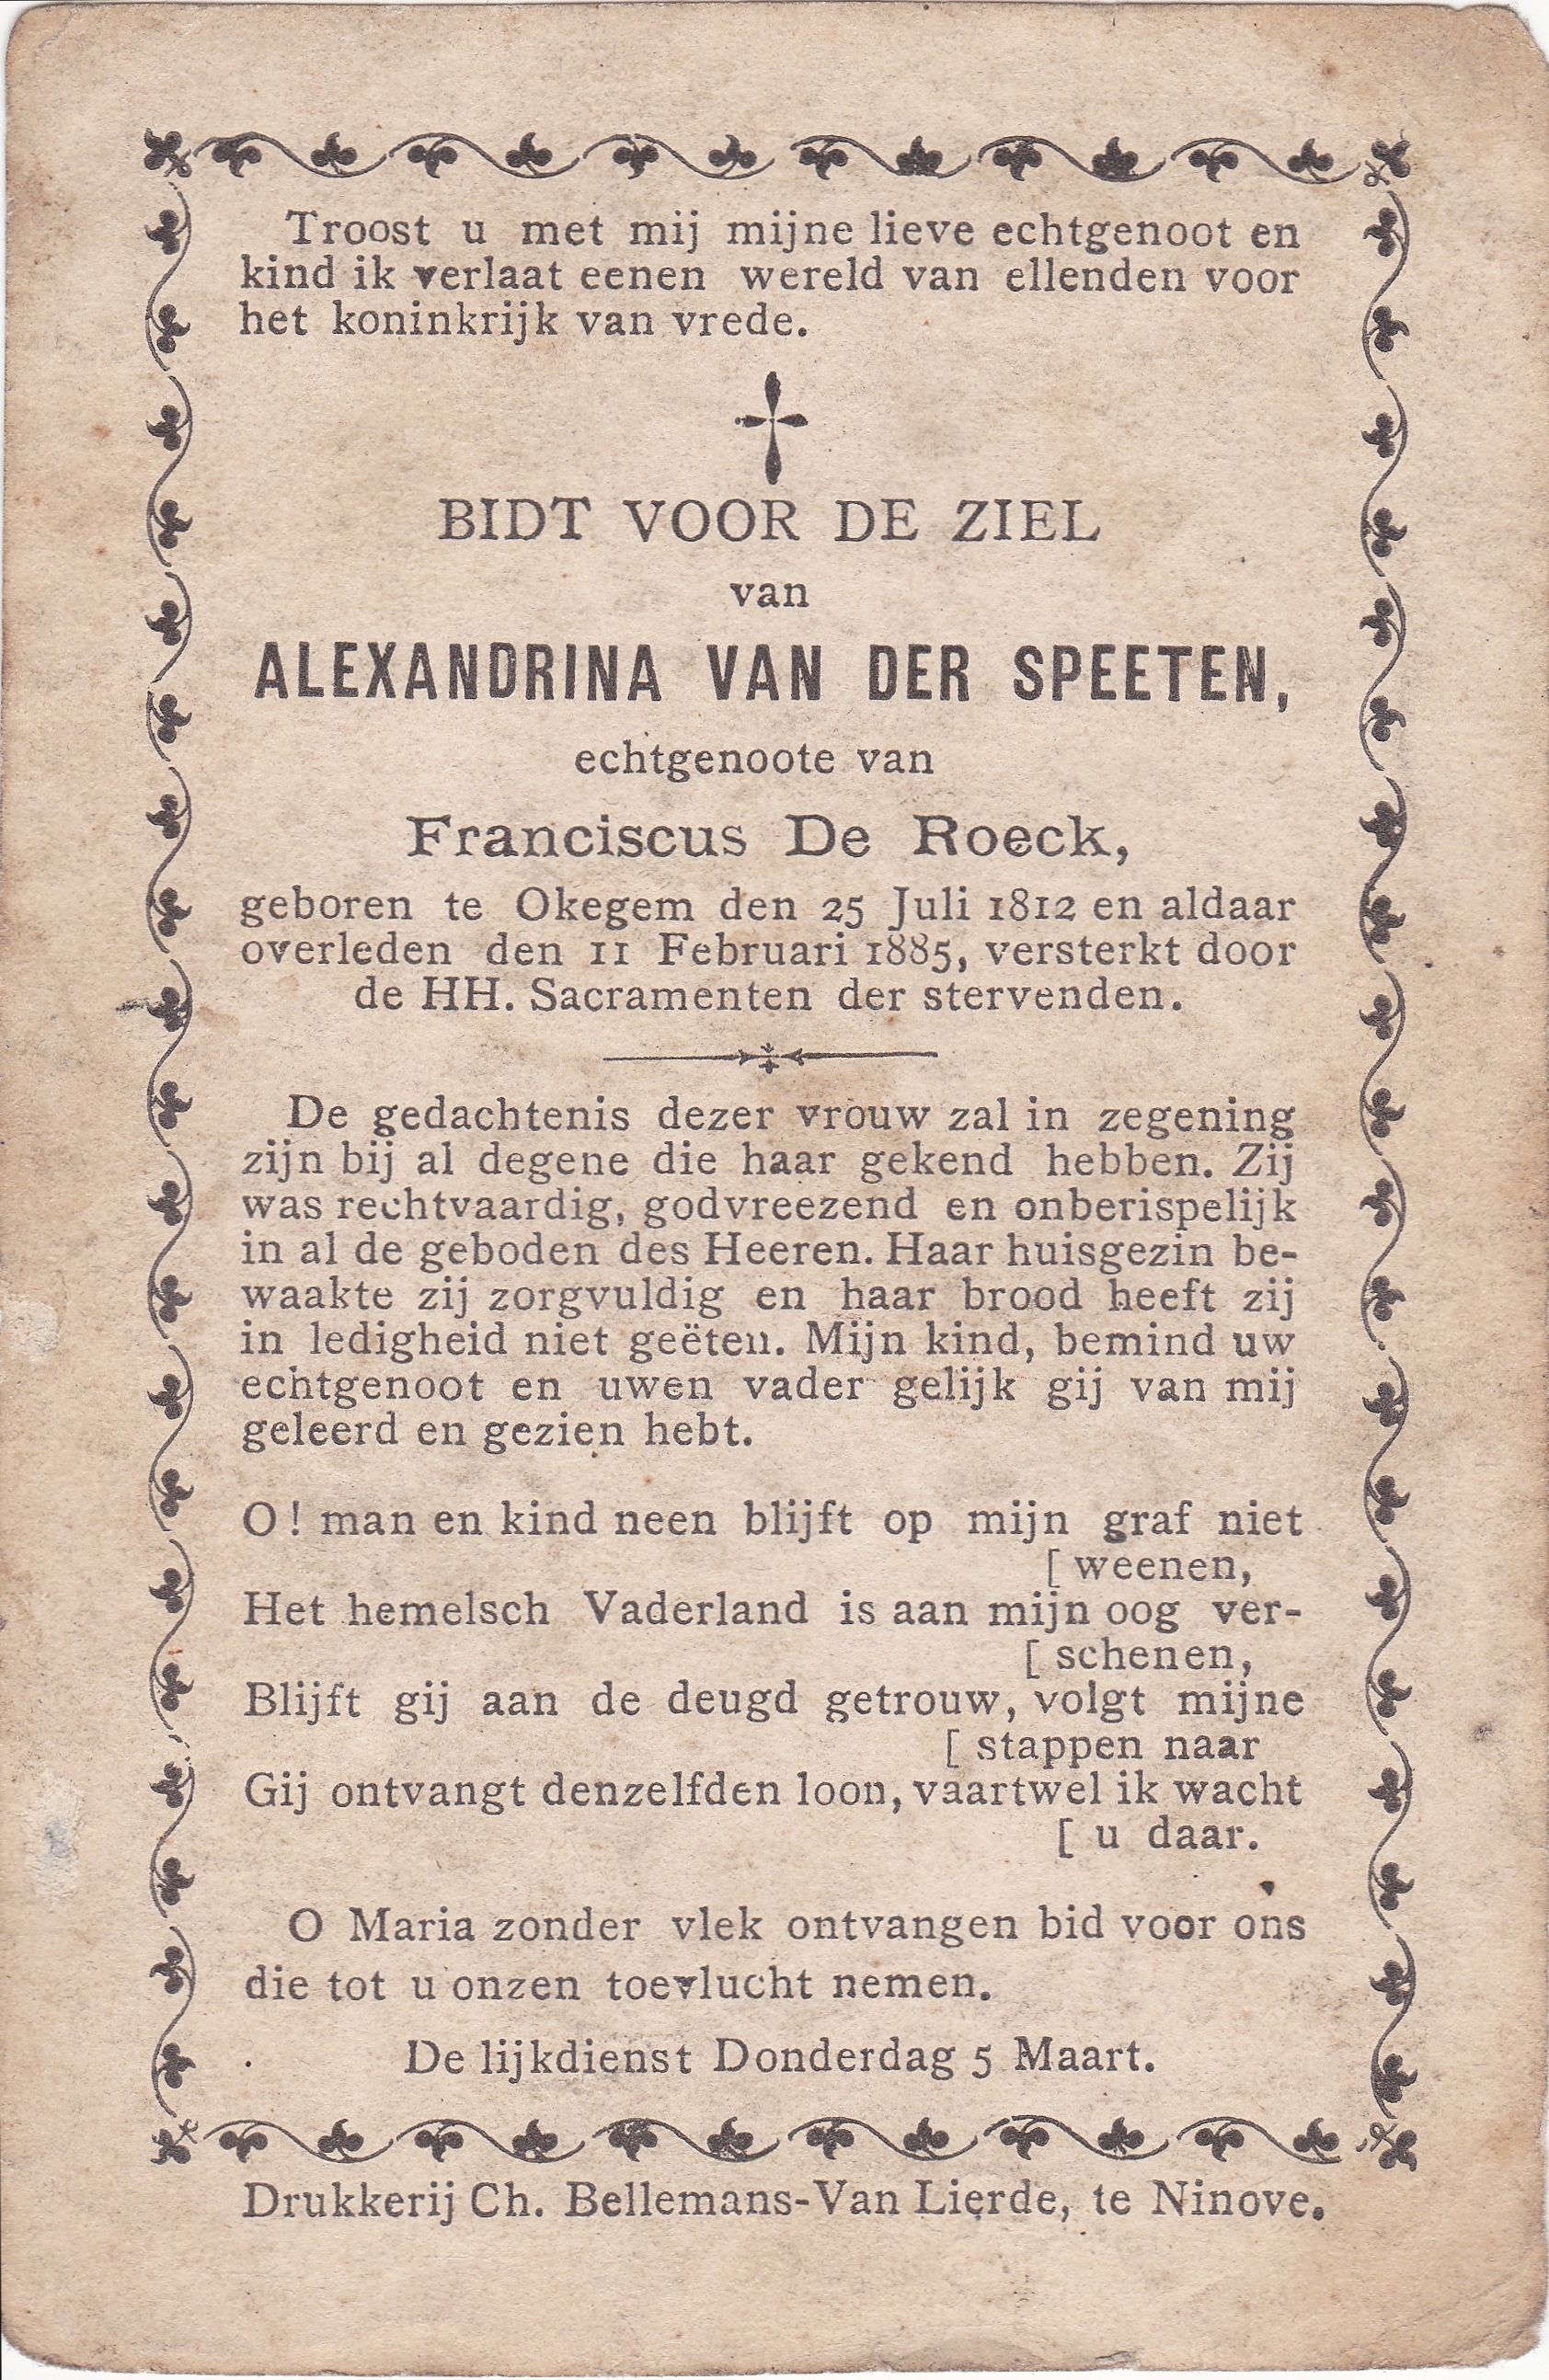 Troost u met mij mijne lieve echtgenoot en
kind ik verlaat eenen wereld van ellenden voor
het koninkrijk van vrede.
BIDT VOOR DE ZIEL
van
ALEXANDRINA VAN DER SPEETEN,
echtgenoote van
Franciscus De Roeck,
geboren te Okegem den 25 Juli 1812 en aldaar
overleden den 11 Februari 1885, versterkt door
de HH. Sacramenten der stervenden.
De gedachtenis dezer vrouw zal in zegening
zijn bij al degene die haar gekend hebben. Zij
was rechtvaardig, godvreezend en onberispelijk
in al de geboden des Heeren. Haar huisgezin be-
waakte zij zorgvuldig en haar brood heeft zij
in ledigheid niet geëten. Mijn kind, bemind uw
echtgenoot en uwen vader gelijk gij van mij
geleerd en gezien hebt.
O! man en kind neen blijft op mijn graf niet
[ weenen,
Het hemelsch Vaderland is aan mijn oog ver-
[ schenen,
Blijft gij aan de deugd getrouw, volgt mijne
[ stappen naar
Gij ontvangt denzelfden loon, vaartwel ik wacht
[ u daar.
O Maria zonder vlek ontvangen bid voor ons
die tot u onzen toevlucht nemen.
De lijkdienst Donderdag 5 Maart.
Drukkerij Ch. Bellemans-Van Lierde, te Ninove.